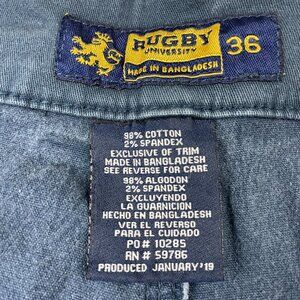 RUGBY
UNIVERSITY
MADE IN BANGLADESH
36
98% COTTON
2% SPANDEX
EXCLUSIVE OF TRIM
MADE IN BANGLADESH
SEE REVERSE FOR CARE
98% ALGODON
2% SPANDEX
EXCLUYENDO
LA GUARNICION
HECHO EN BANGLADESH
VER EL REVERSO
PARA EL CUIDADO
PO# 10285
RN# 59786
PRODUCED JANUARY'19